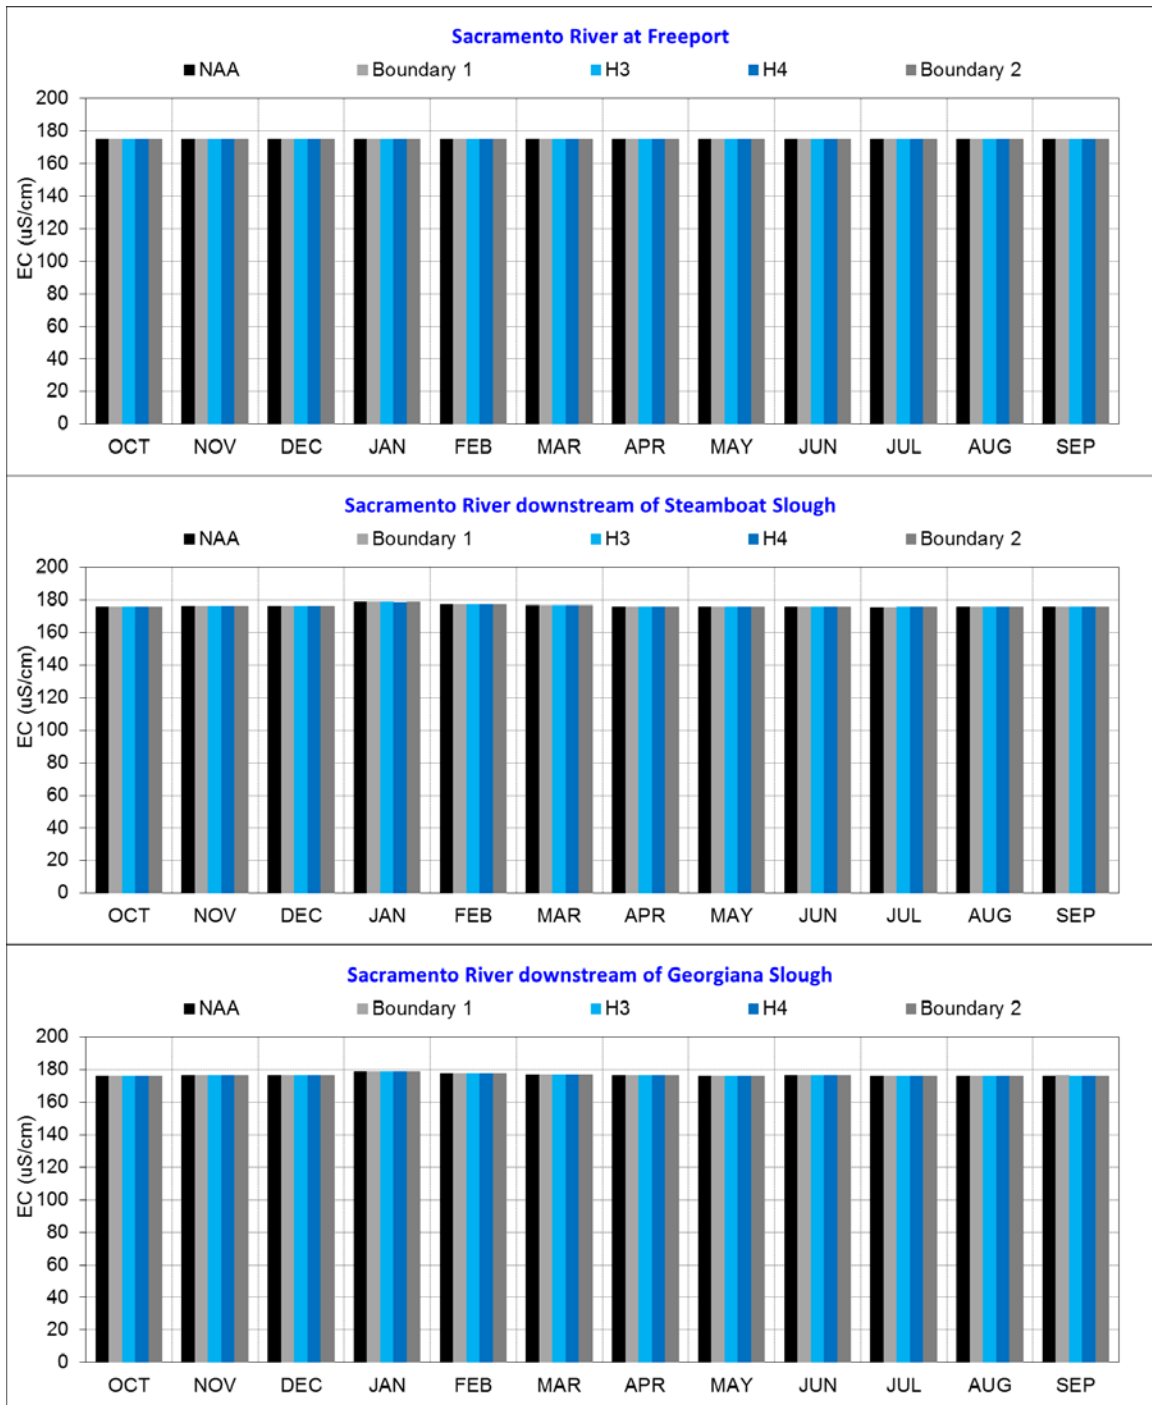 Sacramento River at Freeport
NAA Boundary 1 H3 H4 Boundary 2
EC (uS/cm)
200
180
160
140
120
100
80
60
40
20
0
OCT NOV DEC JAN FEB MAR APR MAY JUN JUL AUG SEP
Sacramento River downstream of Steamboat Slough
NAA Boundary 1 H3 H4 Boundary 2
EC (uS/cm)
200
180
160
140
120
100
80
60
40
20
0
OCT NOV DEC JAN FEB MAR APR MAY JUN JUL AUG SEP
Sacramento River downstream of Georgiana Slough
NAA Boundary 1 H3 H4 Boundary 2
EC (uS/cm)
200
180
160
140
120
100
80
60
40
20
0
OCT NOV DEC JAN FEB MAR APR MAY JUN JUL AUG SEP